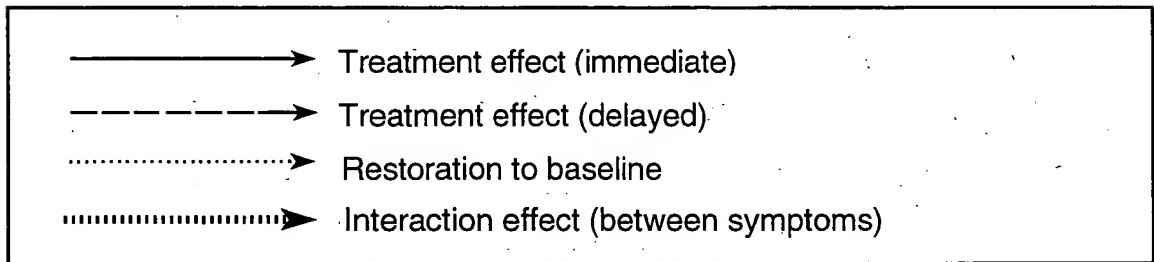 Treatment effect (immediate)
Treatment effect (delayed)
Restoration to baseline
Interaction effect (between symptoms)